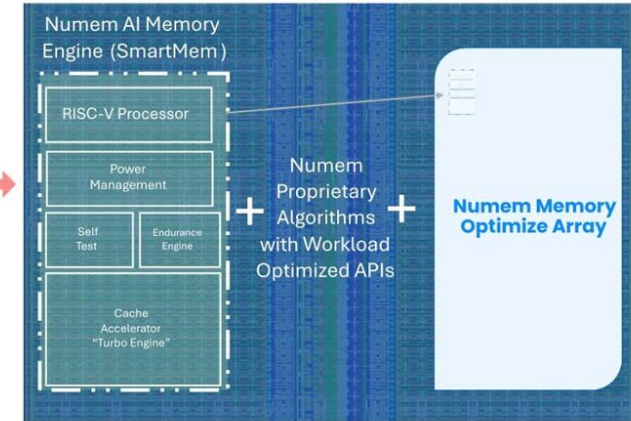 Numem AI Memory
Engine (SmartMem)
RISC-V Processor
Power
Management
Self
Test
Endurance
Engine
Cache
Accelerator
"Turbo Engine"
+
Numem
Proprietary
Algorithms
with Workload
Optimized APIs
+
Numem Memory
Optimize Array